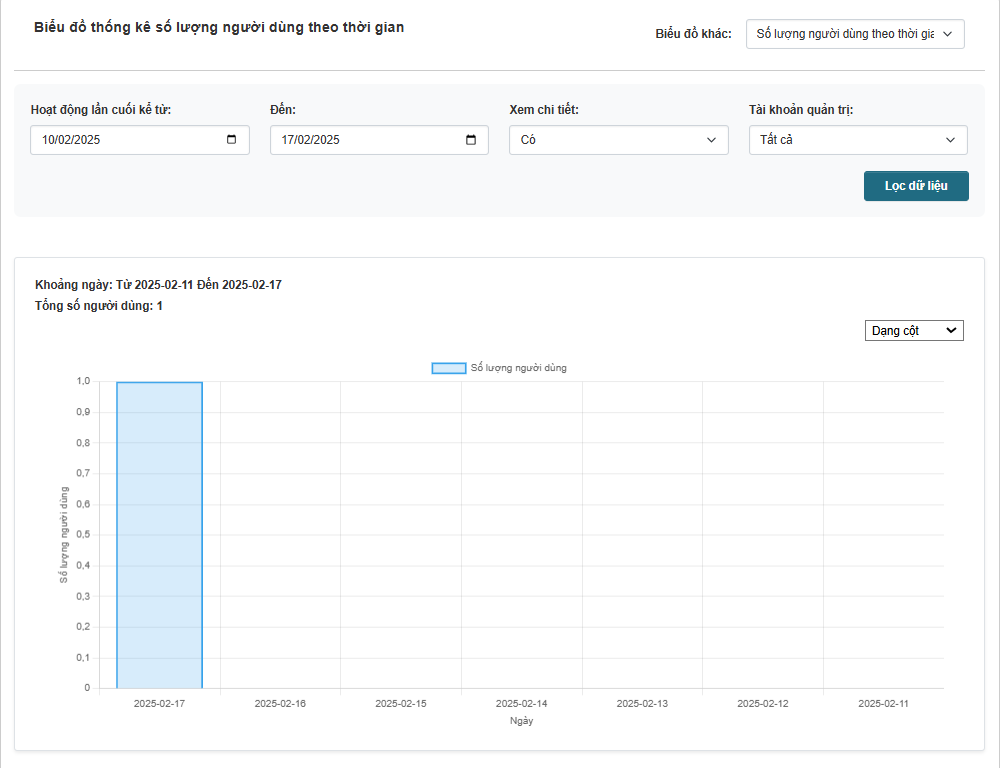 Biểu đồ thống kê số lượng người dùng theo thời gian
Biểu đồ khác:
Số lượng người dùng theo thời gia
Hoạt động lần cuối kể từ:
Đến:
Xem chi tiết:
Tài khoản quản trị:
10/02/2025
17/02/2025
Có
Tất cả
Lọc dữ liệu
Khoảng ngày: Từ 2025-02-11 Đến 2025-02-17
Tổng số người dùng: 1
Dạng cột
Số lượng người dùng
1,0
0,9
0,8
0,7
0,6
0,5
0,4
0,3
0,2
0,1
0
Số lượng người dùng
2025-02-17
2025-02-16
2025-02-15
2025-02-14
2025-02-13
2025-02-12
2025-02-11
Ngày